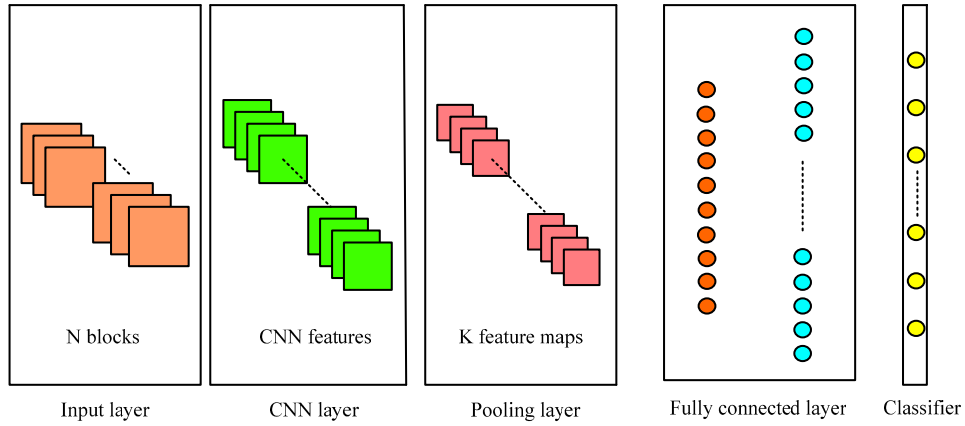 N blocks
CNN features
K feature maps
Input layer
CNN layer
Pooling layer
Fully connected layer
Classifier